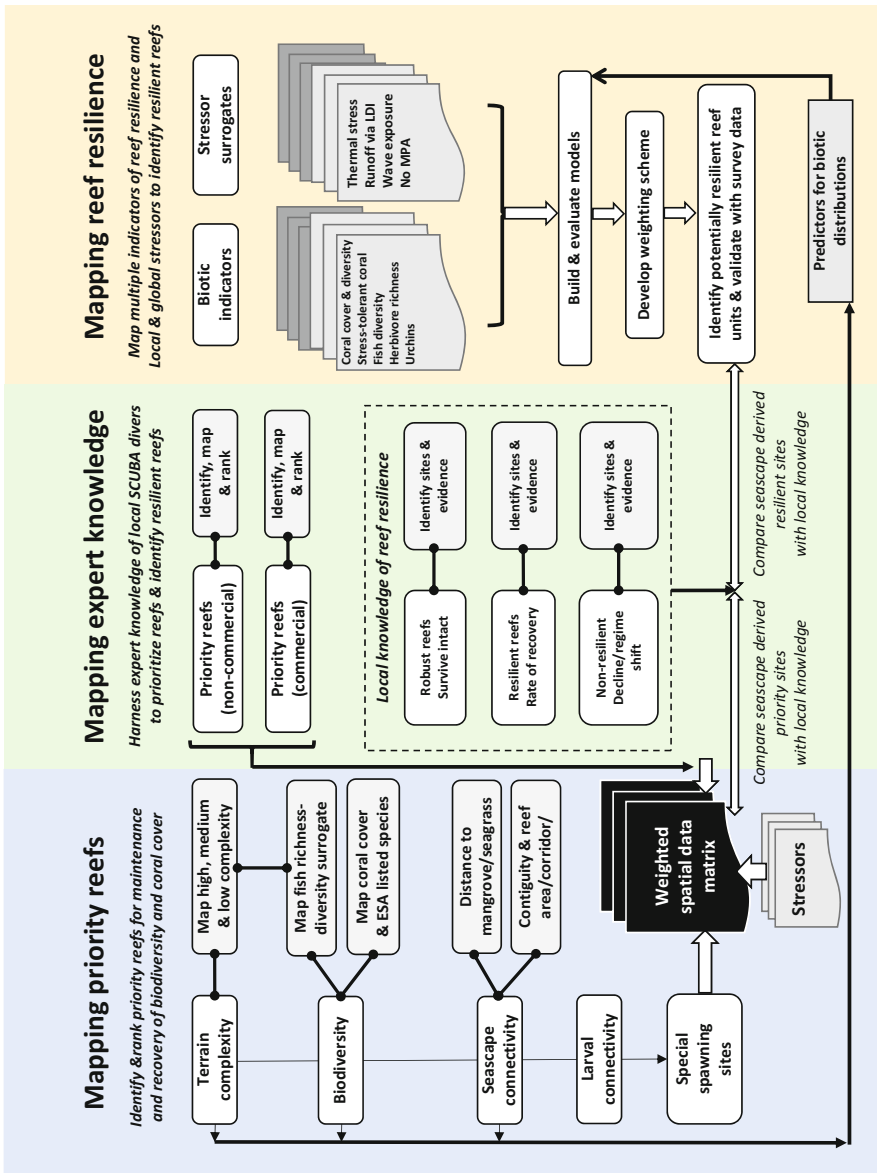 Mapping priority reefs
Identify &rank priority reefs for maintenance
and recovery of biodiversity and coral cover
Terrain
complexity
Map high, medium
& low complexity
Biodiversity
Map fish richness-
diversity surrogate
Map coral cover
& ESA listed species
Seascape
connectivity
Distance to
mangrove/seagrass
Contiguity & reef
area/corridor/
Larval
connectivity
Special
spawning
sites
Weighted
spatial data
matrix
Stressors
Mapping expert knowledge
Harness expert knowledge of local SCUBA divers
to prioritize reefs & identify resilient reefs
Priority reefs
(non-commercial)
Identify, map
& rank
Priority reefs
(commercial)
Identify, map
& rank
Local knowledge of reef resilience
Robust reefs
Survive intact
Identify sites &
evidence
Resilient reefs
Rate of recovery
Identify sites &
evidence
Non-resilient
Decline/regime
shift
Identify sites &
evidence
Compare seascape derived
priority sites
with local knowledge
Compare seascape derived
resilient sites
with local knowledge
Mapping reef resilience
Map multiple indicators of reef resilience and
Local & global stressors to identify resilient reefs
Biotic
indicators
Stressor
surrogates
Coral cover & diversity
Stress-tolerant coral
Fish diversity
Herbivore richness
Urchins
Thermal stress
Runoff via LDI
Wave exposure
No MPA
Build & evaluate models
Develop weighting scheme
Identify potentially resilient reef
units & validate with survey data
Predictors for biotic
distributions